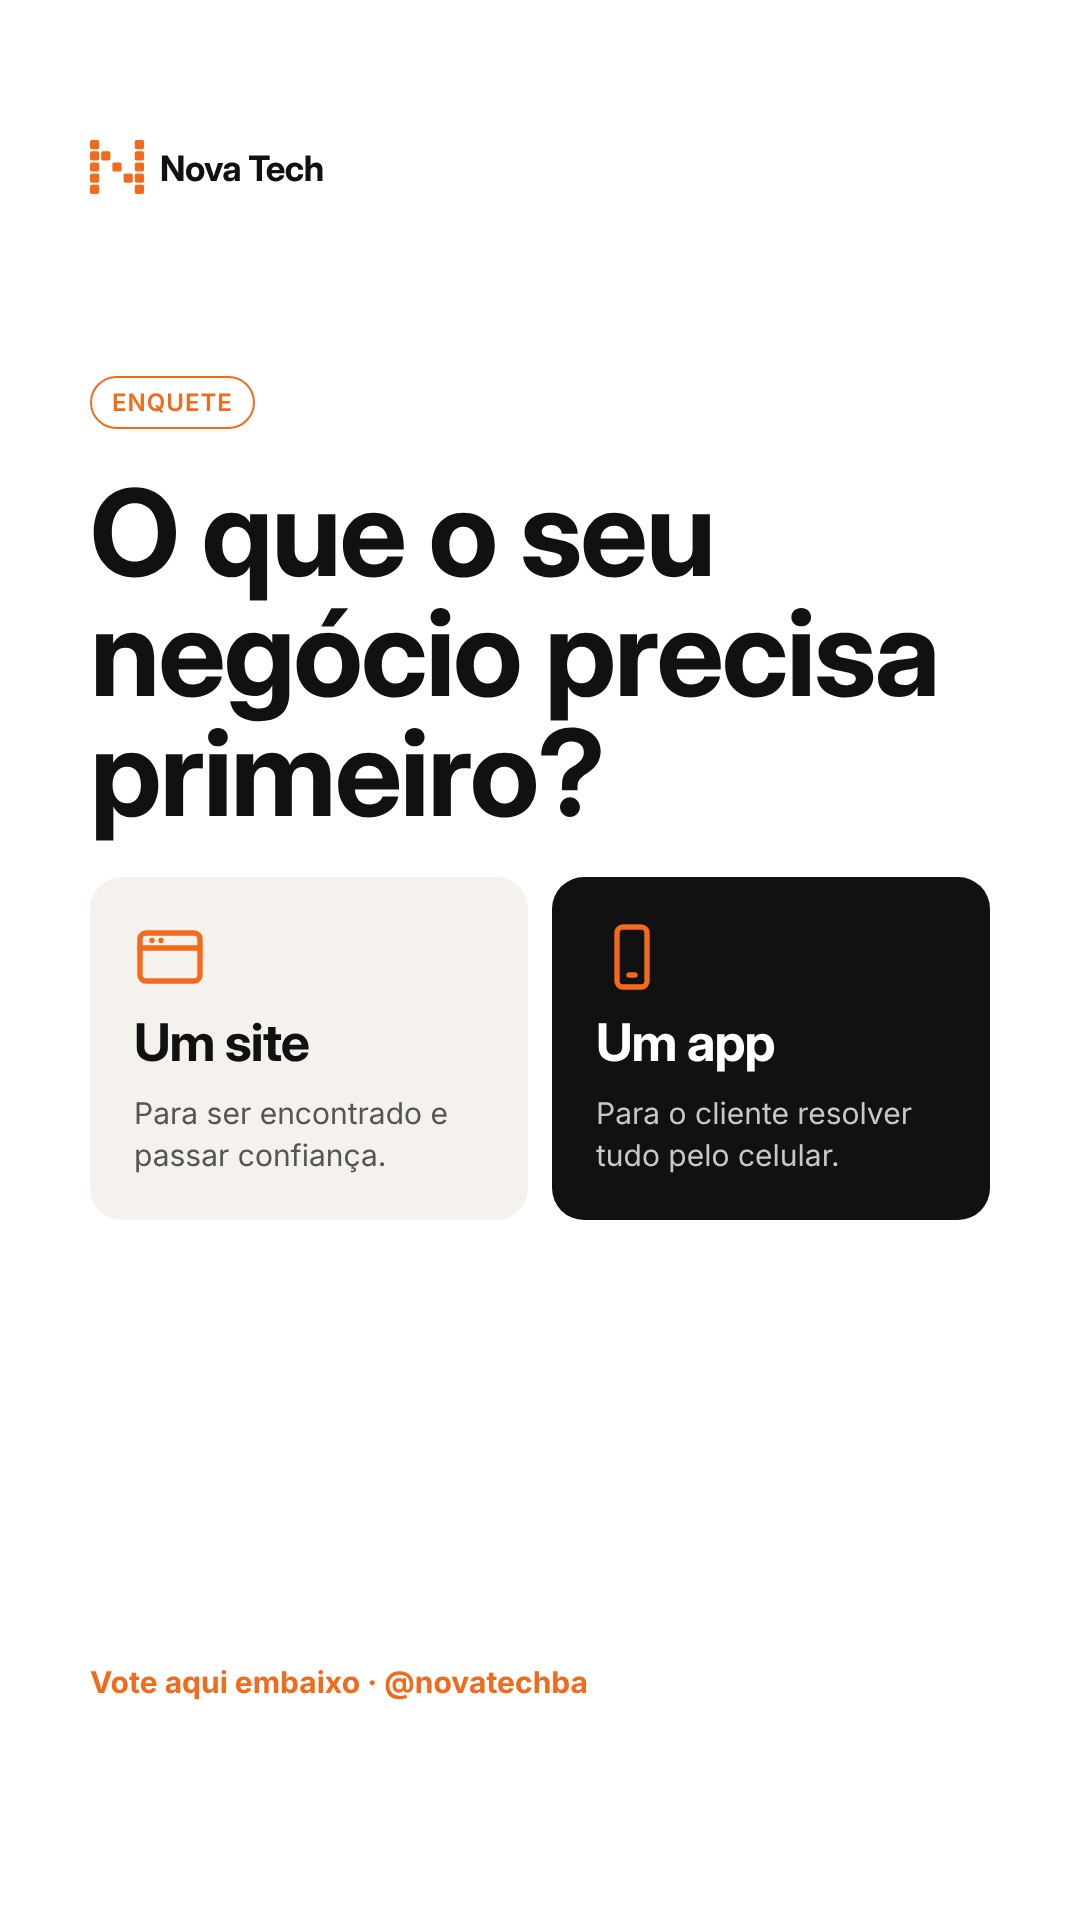 Nova Tech
ENQUETE
O que o seu
negócio precisa
primeiro?
Um site
Para ser encontrado e
passar confiança.
Um app
Para o cliente resolver
tudo pelo celular.
Vote aqui embaixo · @novatechba